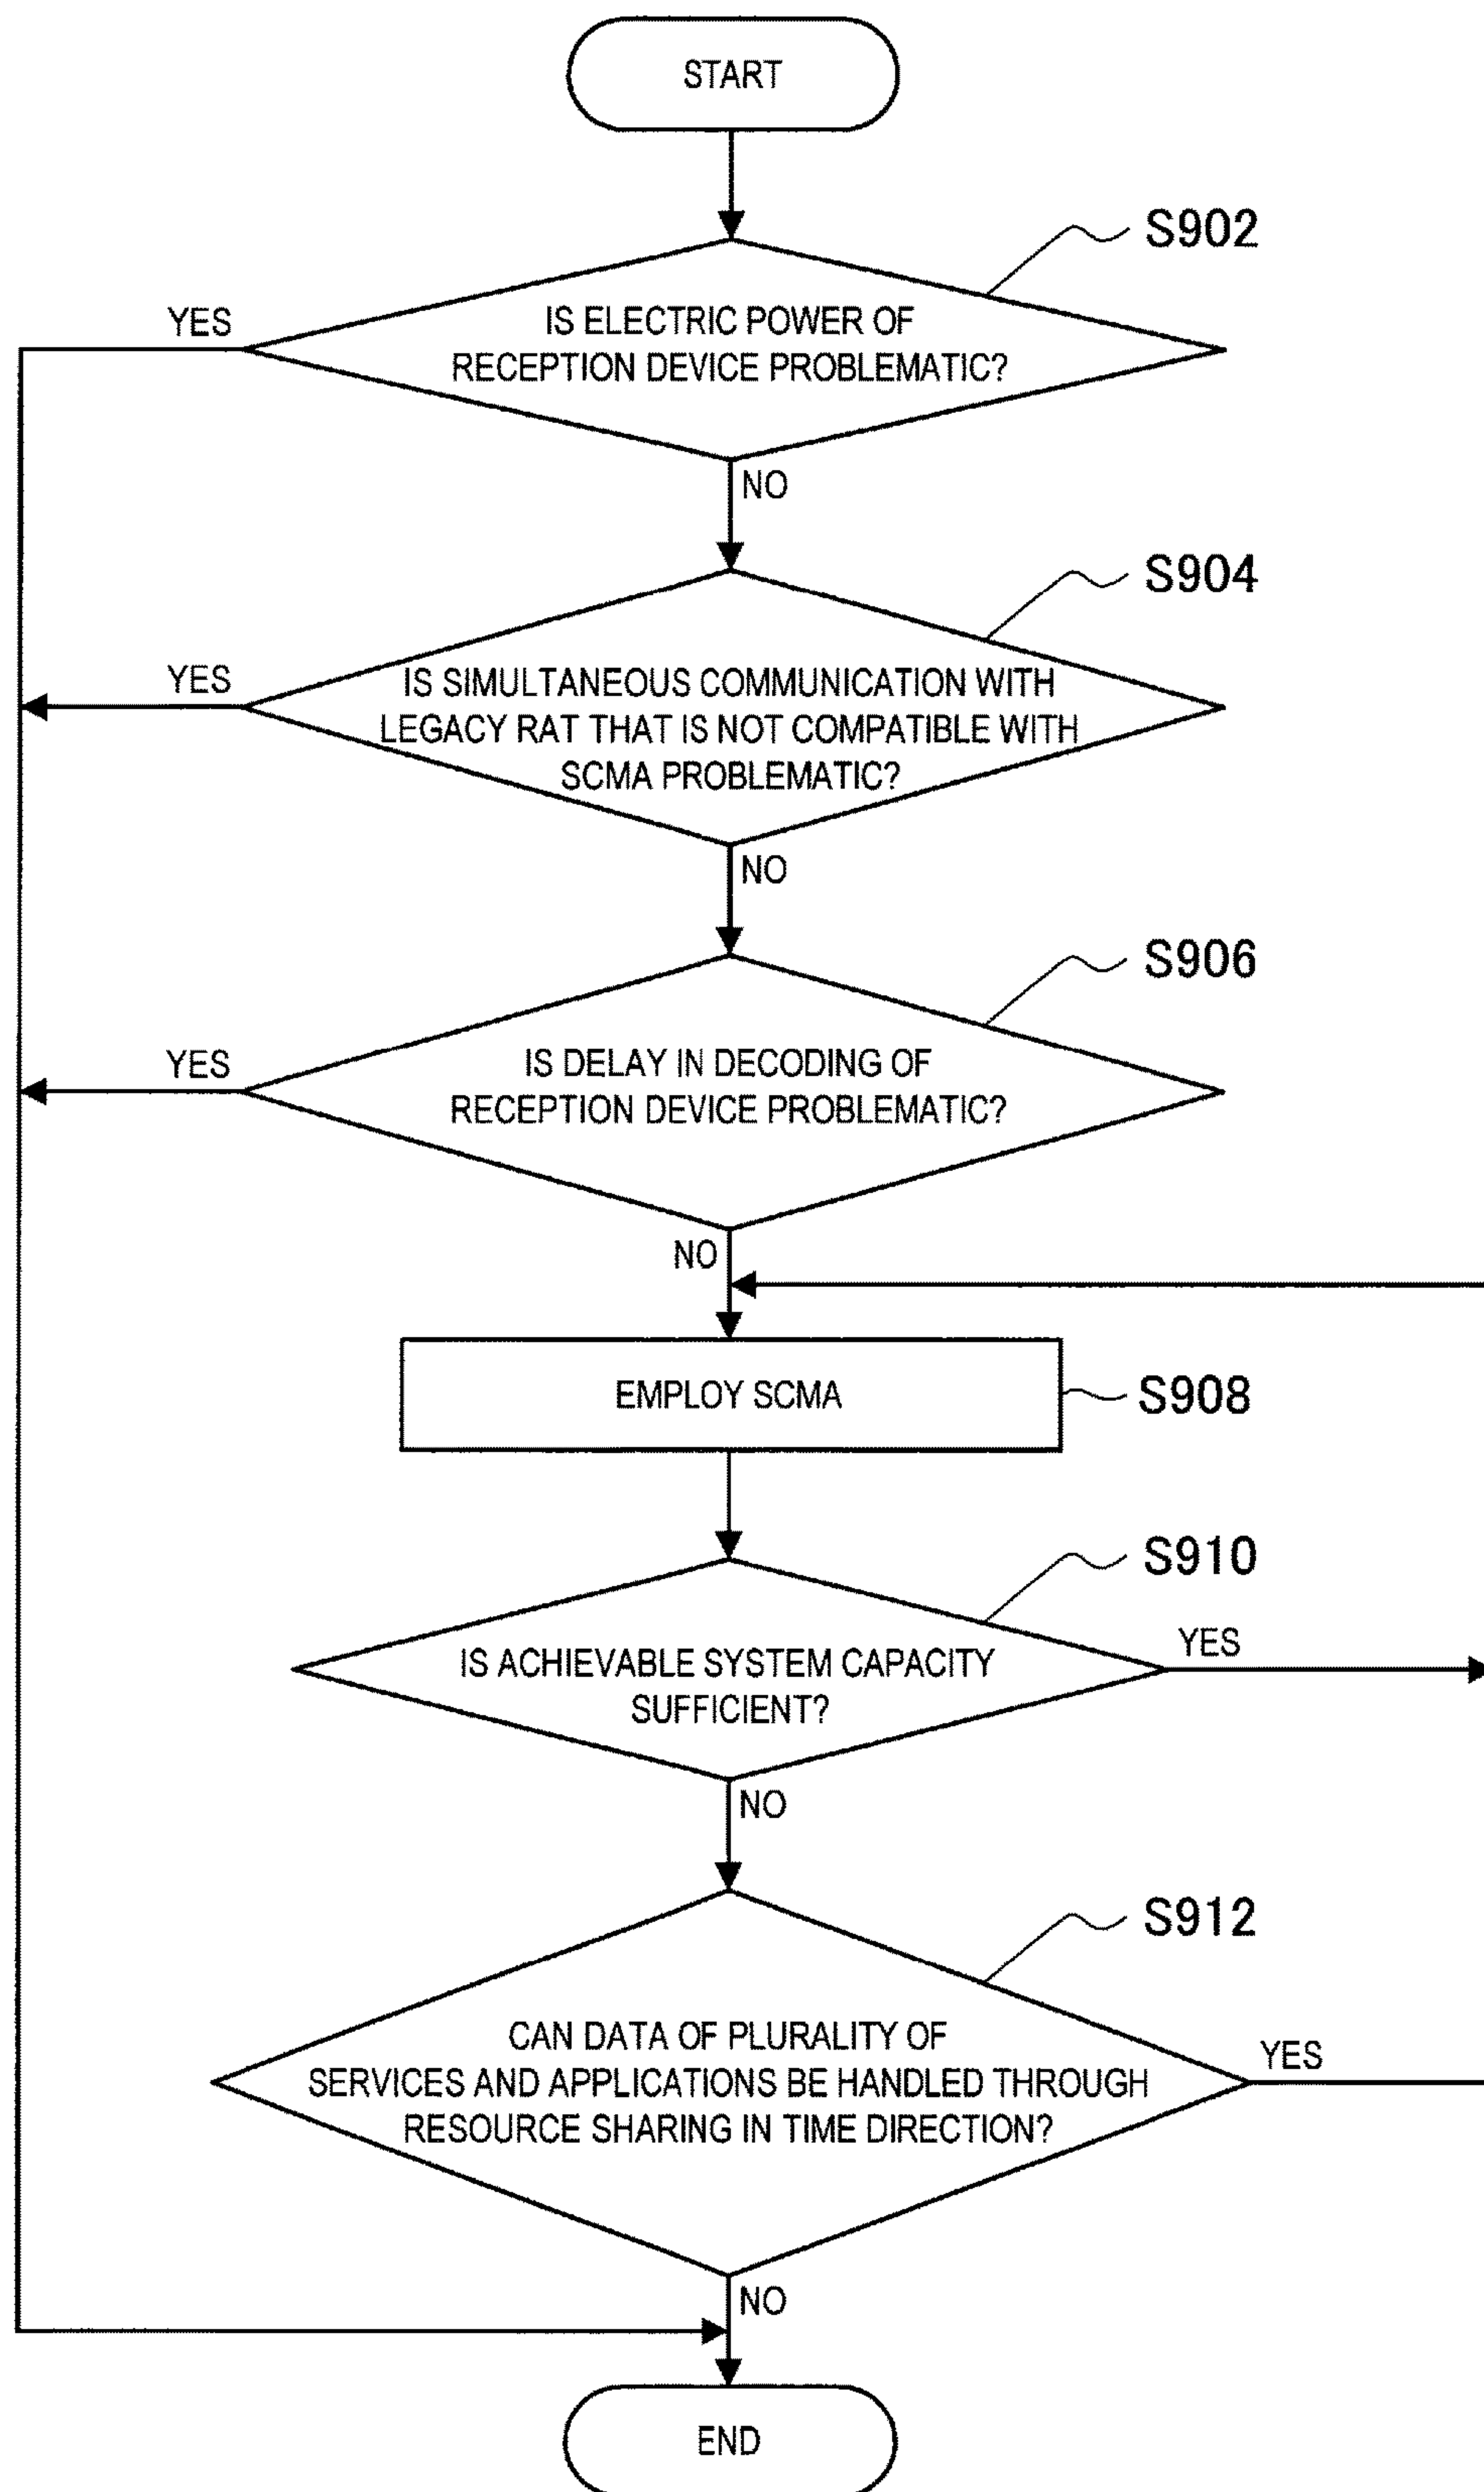 START
S902
YES
IS ELECTRIC POWER OF
RECEPTION DEVICE PROBLEMATIC?
NO
S904
YES
IS SIMULTANEOUS COMMUNICATION WITH
LEGACY RAT THAT IS NOT COMPATIBLE WITH
SCMA PROBLEMATIC?
NO
S906
YES
IS DELAY IN DECODING OF
RECEPTION DEVICE PROBLEMATIC?
NO
EMPLOY SCMA
S908
S910
IS ACHIEVABLE SYSTEM CAPACITY
SUFFICIENT?
YES
NO
S912
CAN DATA OF PLURALITY OF
SERVICES AND APPLICATIONS BE HANDLED THROUGH
RESOURCE SHARING IN TIME DIRECTION?
YES
NO
END